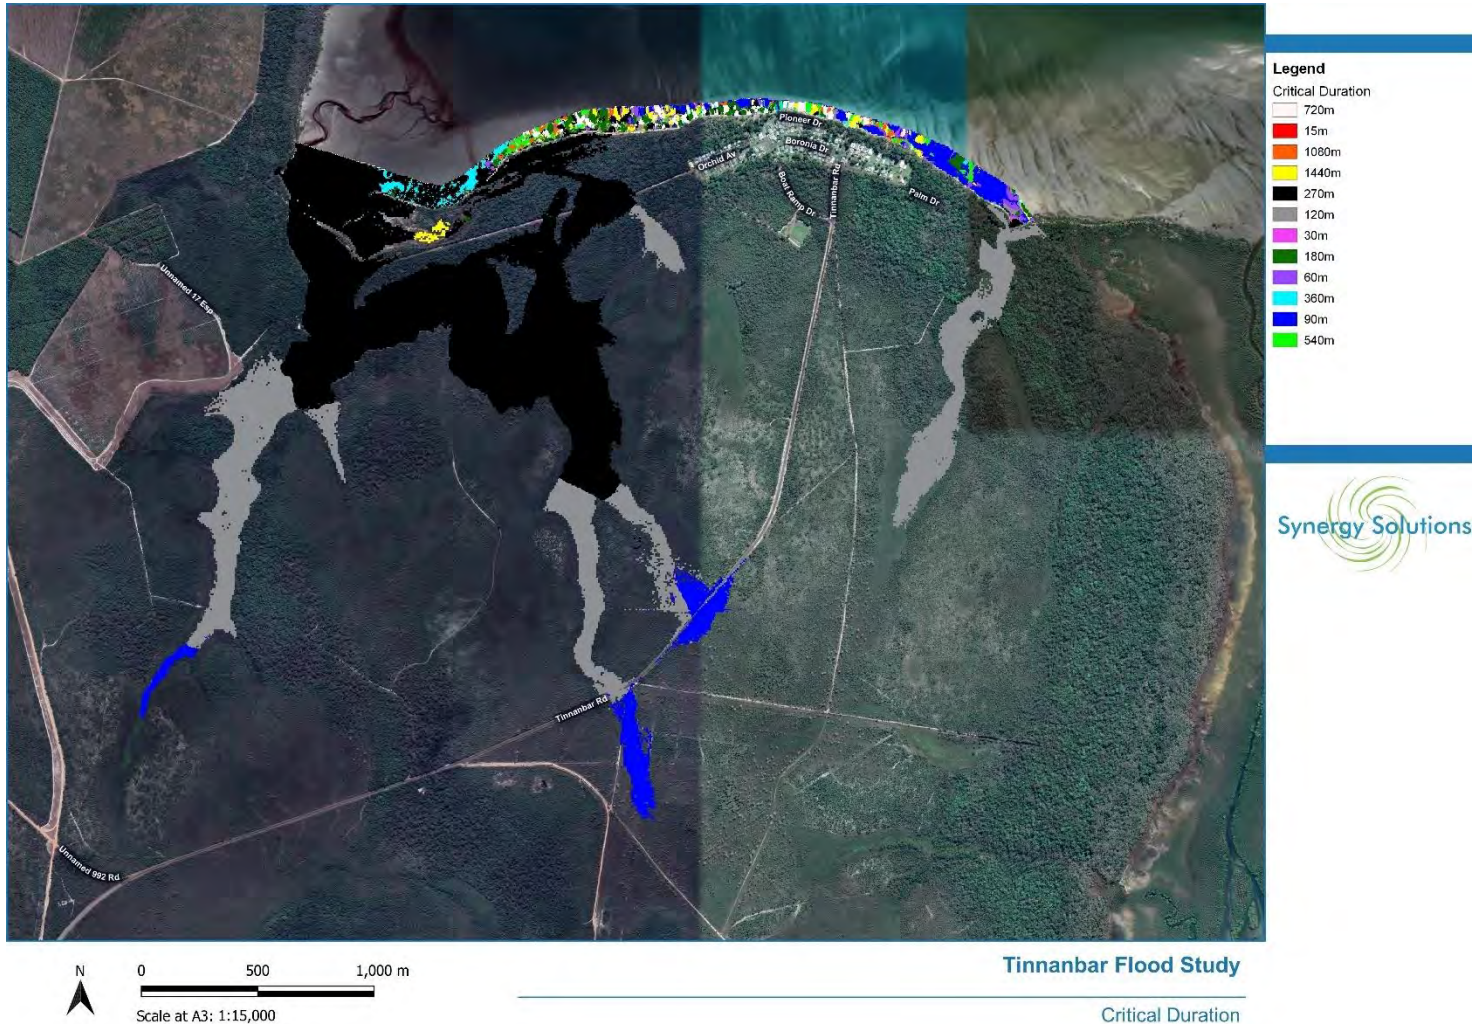 Legend
Critical Duration
720m
15m
1080m
1440m
270m
120m
30m
180m
60m
360m
90m
540m
Synergy Solutions
Pioneer Dr
Boronia Dr
Orchid Av
Tinnanbar Rd
Boat Ramp Dr
Palm Dr
Unnamed 17 Esp
Tinnanbar Rd
Unnamed 992 Rd
N
0 500 1,000 m
Scale at A3: 1:15,000
Tinnanbar Flood Study
Critical Duration